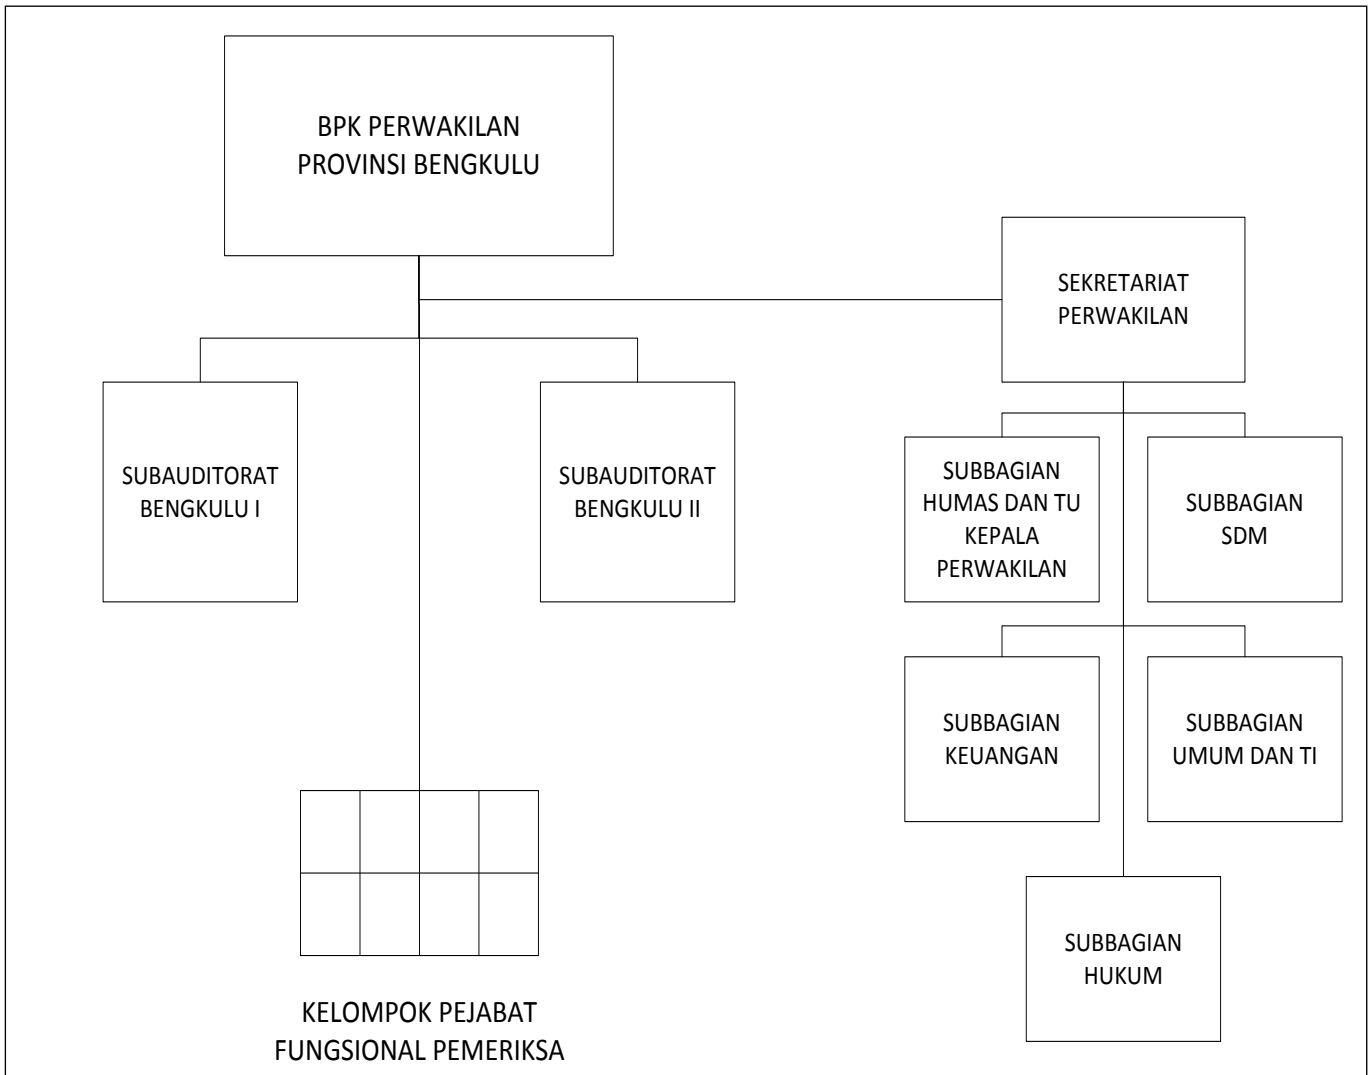 BPK PERWAKILAN
PROVINSI BENGKULU
SEKRETARIAT
PERWAKILAN
SUBAUDITORAT
BENGKULU I
SUBAUDITORAT
BENGKULU II
SUBBAGIAN
HUMAS DAN TU
KEPALA
PERWAKILAN
SUBBAGIAN
SDM
SUBBAGIAN
KEUANGAN
SUBBAGIAN
UMUM DAN TI
SUBBAGIAN
HUKUM
KELOMPOK PEJABAT
FUNGSIONAL PEMERIKSA